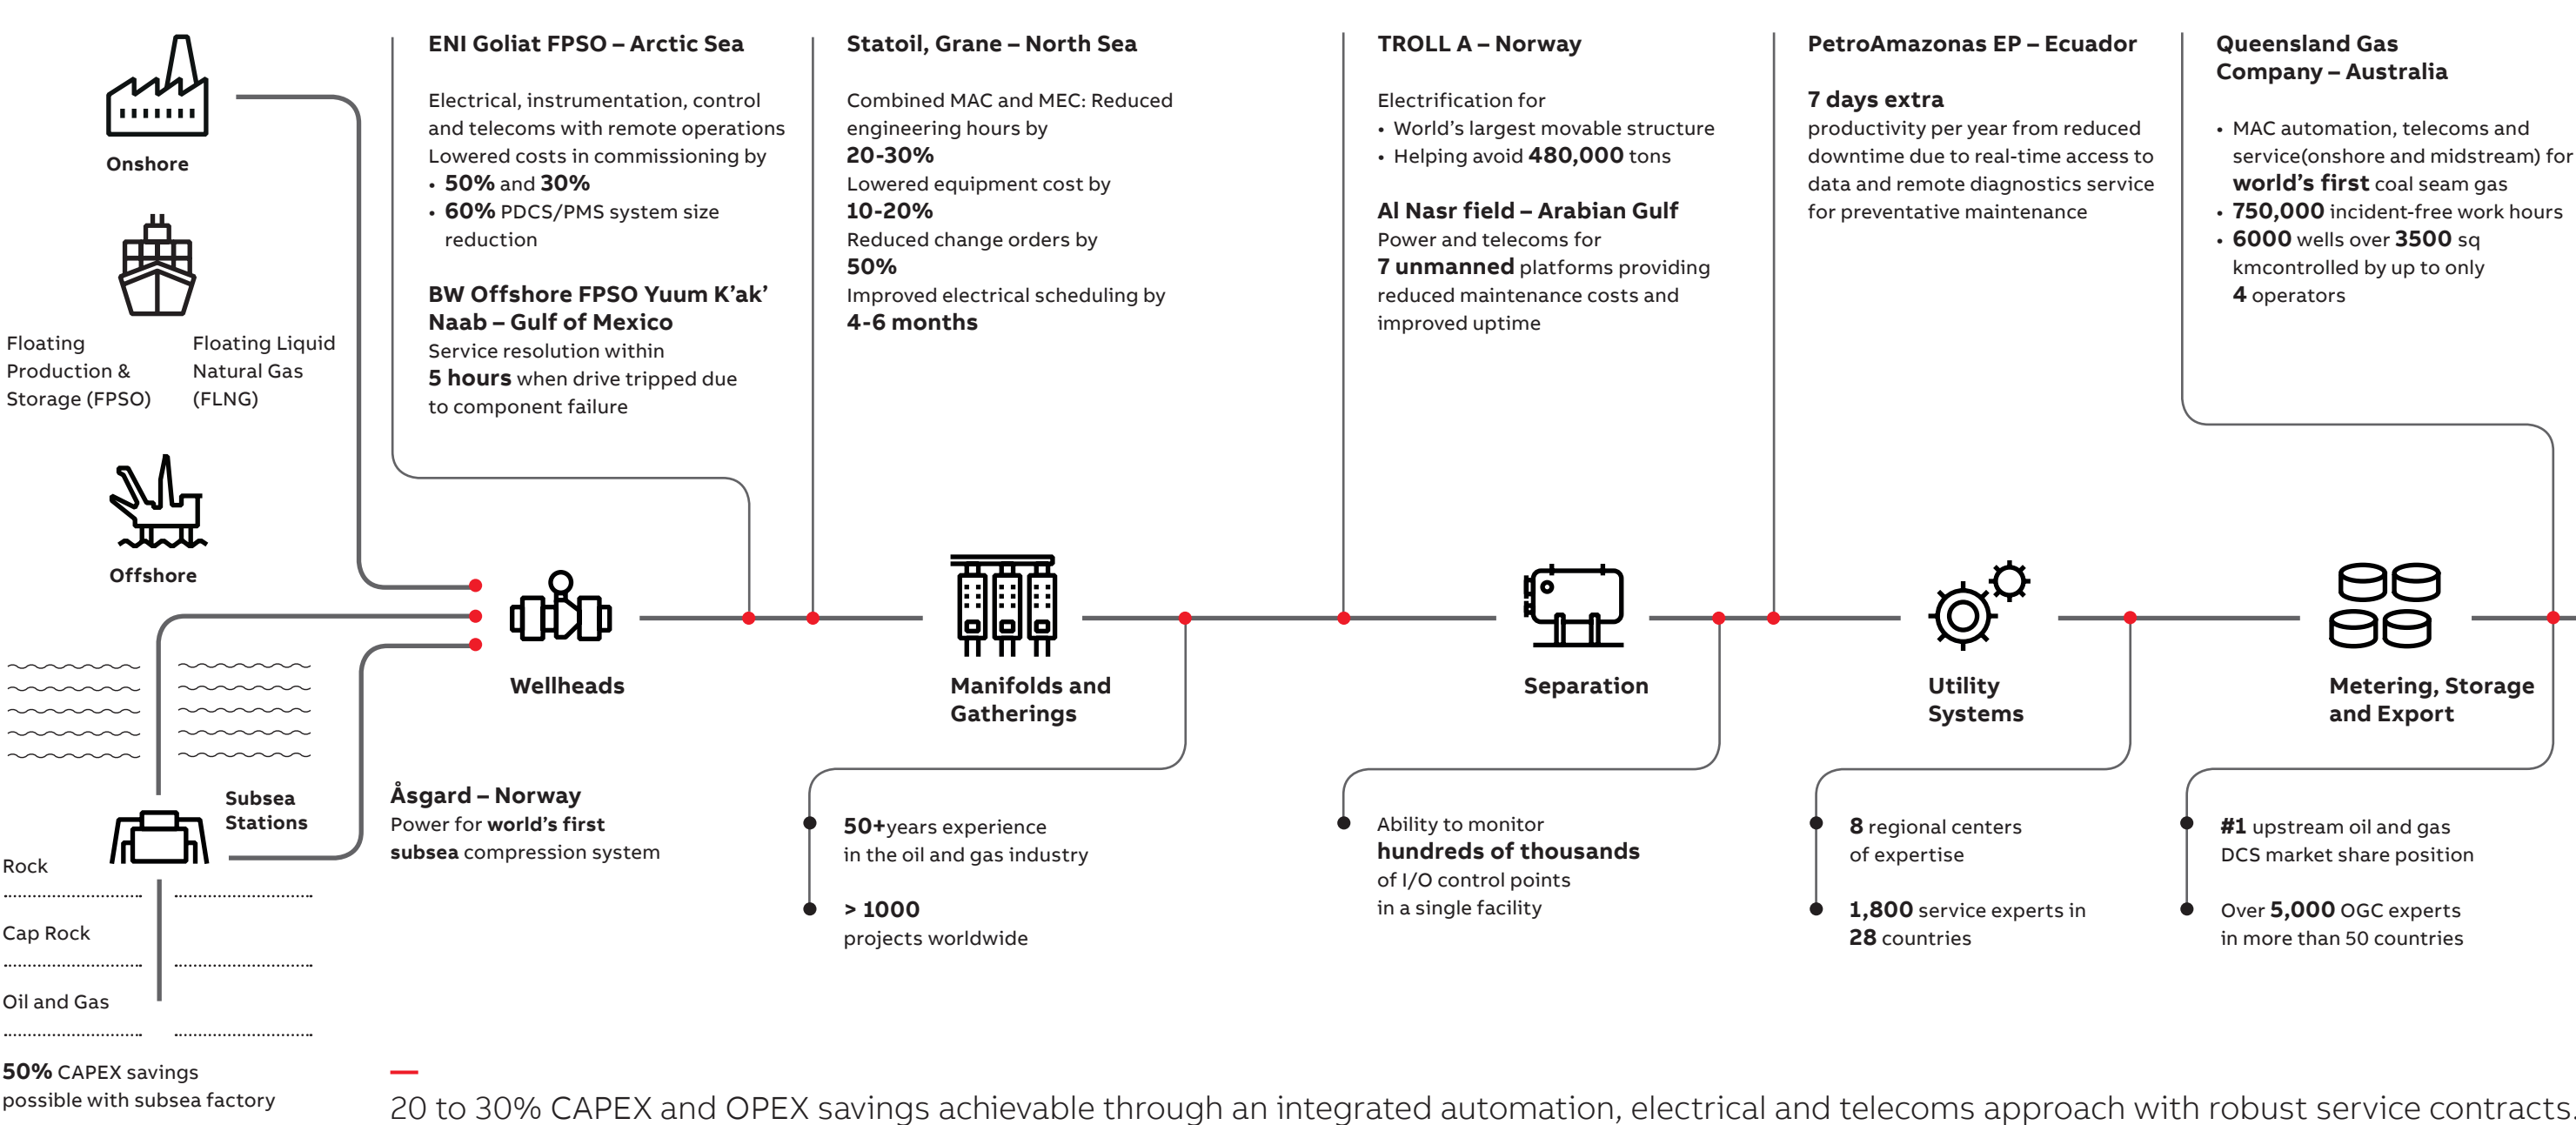 Onshore
Floating
Production &
Storage (FPSO)
Floating Liquid
Natural Gas
(FLNG)
Offshore
Subsea
Stations
Rock
Cap Rock
Oil and Gas
50% CAPEX savings
possible with subsea factory
ENI Goliat FPSO – Arctic Sea
Electrical, instrumentation, control
and telecoms with remote operations
Lowered costs in commissioning by
• 50% and 30%
• 60% PDCS/PMS system size
reduction
BW Offshore FPSO Yuum K’ak’
Naab – Gulf of Mexico
Service resolution within
5 hours when drive tripped due
to component failure
Statoil, Grane – North Sea
Combined MAC and MEC: Reduced
engineering hours by
20-30%
Lowered equipment cost by
10-20%
Reduced change orders by
50%
Improved electrical scheduling by
4-6 months
TROLL A – Norway
Electrification for
• World’s largest movable structure
• Helping avoid 480,000 tons
Al Nasr field – Arabian Gulf
Power and telecoms for
7 unmanned platforms providing
reduced maintenance costs and
improved uptime
PetroAmazonas EP – Ecuador
7 days extra
productivity per year from reduced
downtime due to real-time access to
data and remote diagnostics service
for preventative maintenance
Queensland Gas
Company – Australia
• MAC automation, telecoms and
service(onshore and midstream) for
world’s first coal seam gas
• 750,000 incident-free work hours
• 6000 wells over 3500 sq
kmcontrolled by up to only
4 operators
Wellheads
Manifolds and
Gatherings
Separation
Utility
Systems
Metering, Storage
and Export
Åsgard – Norway
Power for world’s first
subsea compression system
50+years experience
in the oil and gas industry
> 1000
projects worldwide
Ability to monitor
hundreds of thousands
of I/O control points
in a single facility
8 regional centers
of expertise
1,800 service experts in
28 countries
#1 upstream oil and gas
DCS market share position
Over 5,000 OGC experts
in more than 50 countries
20 to 30% CAPEX and OPEX savings achievable through an integrated automation, electrical and telecoms approach with robust service contracts.